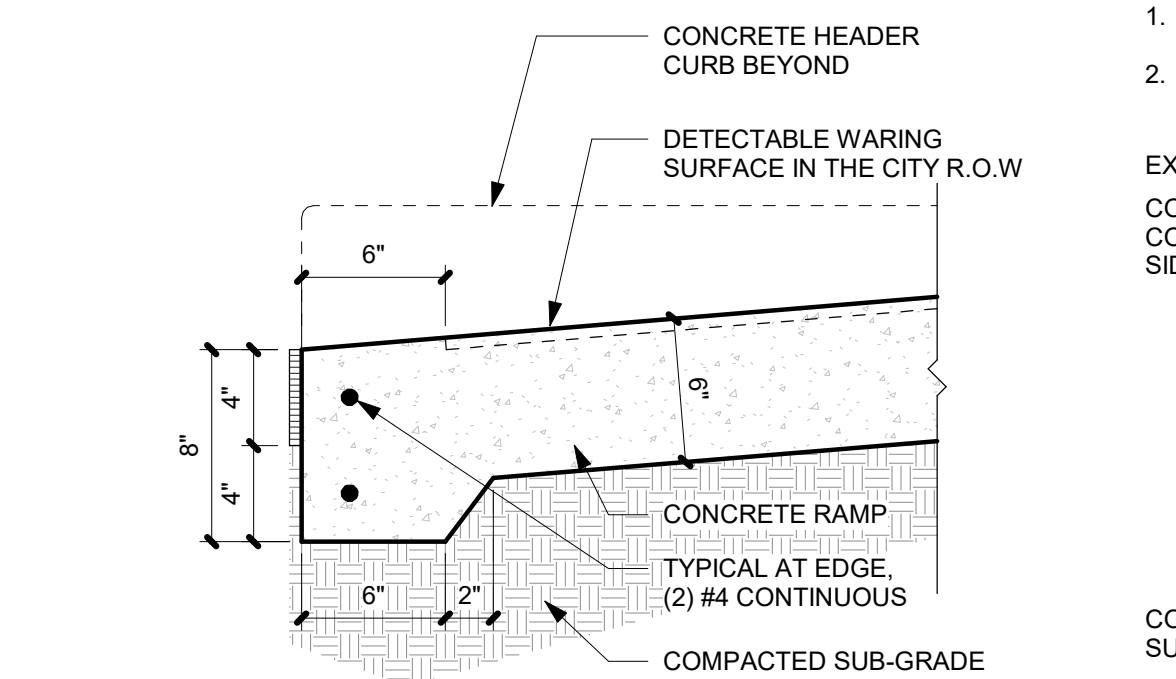 CONCRETE HEADER
CURB BEYOND
DETECTABLE WARING
SURFACE IN THE CITY R.O.W
6"
6"
4"
8"
4"
CONCRETE RAMP
TYPICAL AT EDGE,
(2) #4 CONTINUOUS
6"
2"
COMPACTED SUB-GRADE
1.
2.
EX
CO
CO
SID
CO
SU